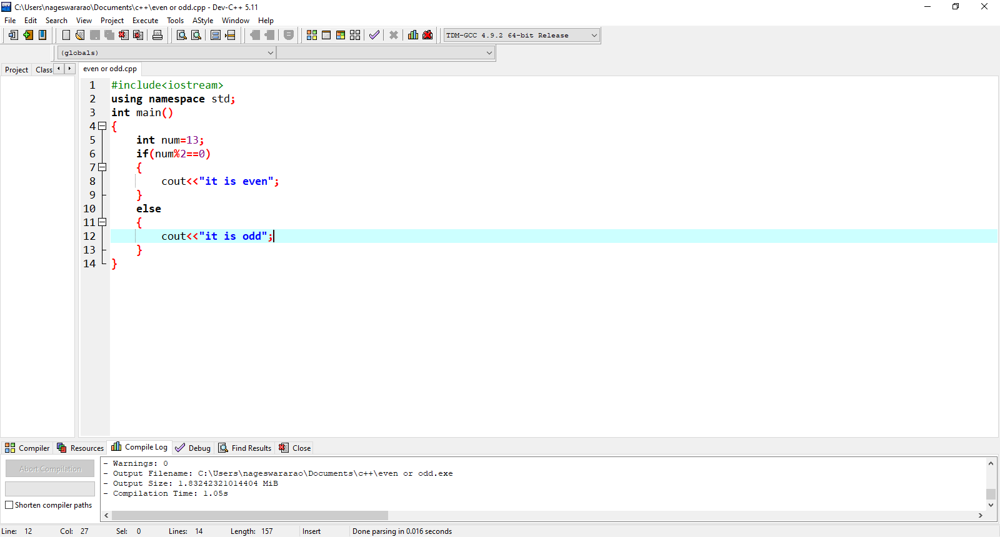 C:\Users\nageswararao\Documents\c++\even or odd.cpp - Dev-C++ 5.11
File Edit Search View Project Execute Tools AStyle Window Help
TDM-GCC 4.9.2 64-bit Release
(globals)
Project Class even or odd.cpp
1 #include<iostream>
2 using namespace std;
3 int main()
4 {
5 int num=13;
6 if(num%2==0)
7 {
8 cout<<"it is even";
9 }
10 else
11 {
12 cout<<"it is odd";
13 }
14 }
Compiler Resources Compile Log Debug Find Results Close
Abort Compilation
Shorten compiler paths
- Warnings: 0
- Output Filename: C:\Users\nageswararao\Documents\c++\even or odd.exe
- Output Size: 1.83242321014404 MiB
- Compilation Time: 1.05s
Line: 12 Col: 27 Sel: 0 Lines: 14 Length: 157 Insert Done parsing in 0.016 seconds